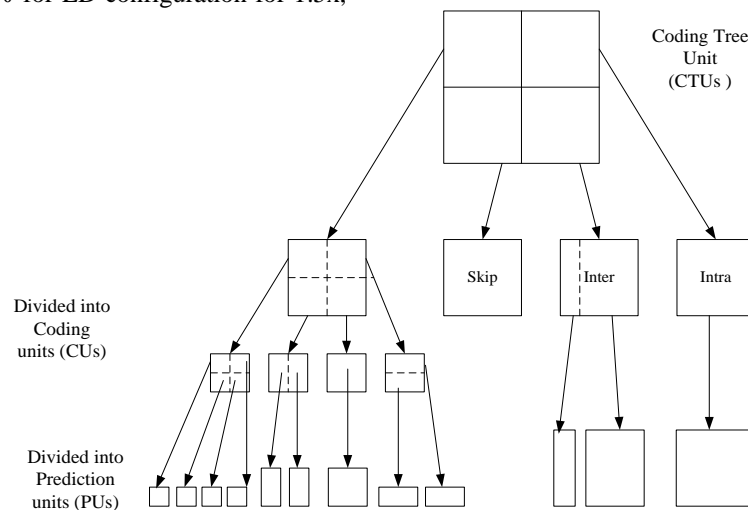 % for LD configuration for 1.5x,
Coding Tree
Unit
(CTUs )
Skip
Inter
Intra
Divided into
Coding
units (CUs)
Divided into
Prediction
units (PUs)